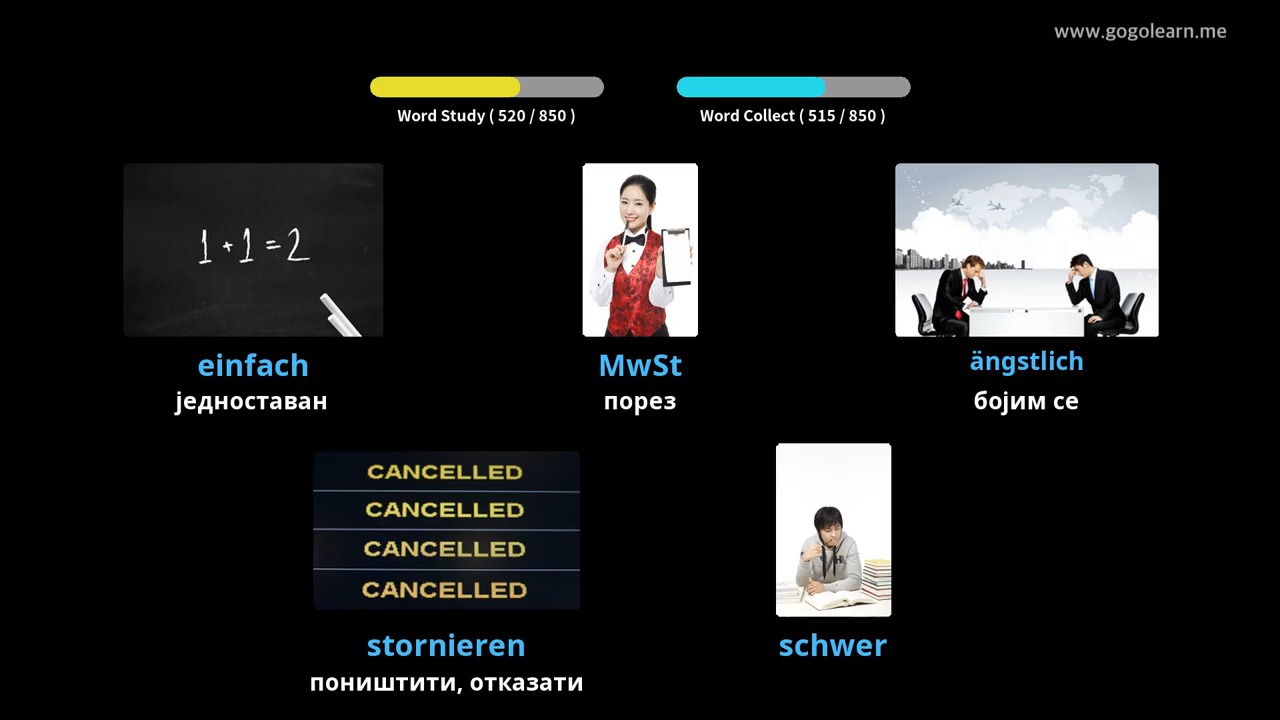 www.gogolearn.me
Word Study ( 520 / 850 )
Word Collect ( 515 / 850 )
1 + 1 = 2
einfach
једноставан
MwSt
порез
ängstlich
бојим се
CANCELLED
CANCELLED
CANCELLED
CANCELLED
stornieren
поништити, отказати
schwer